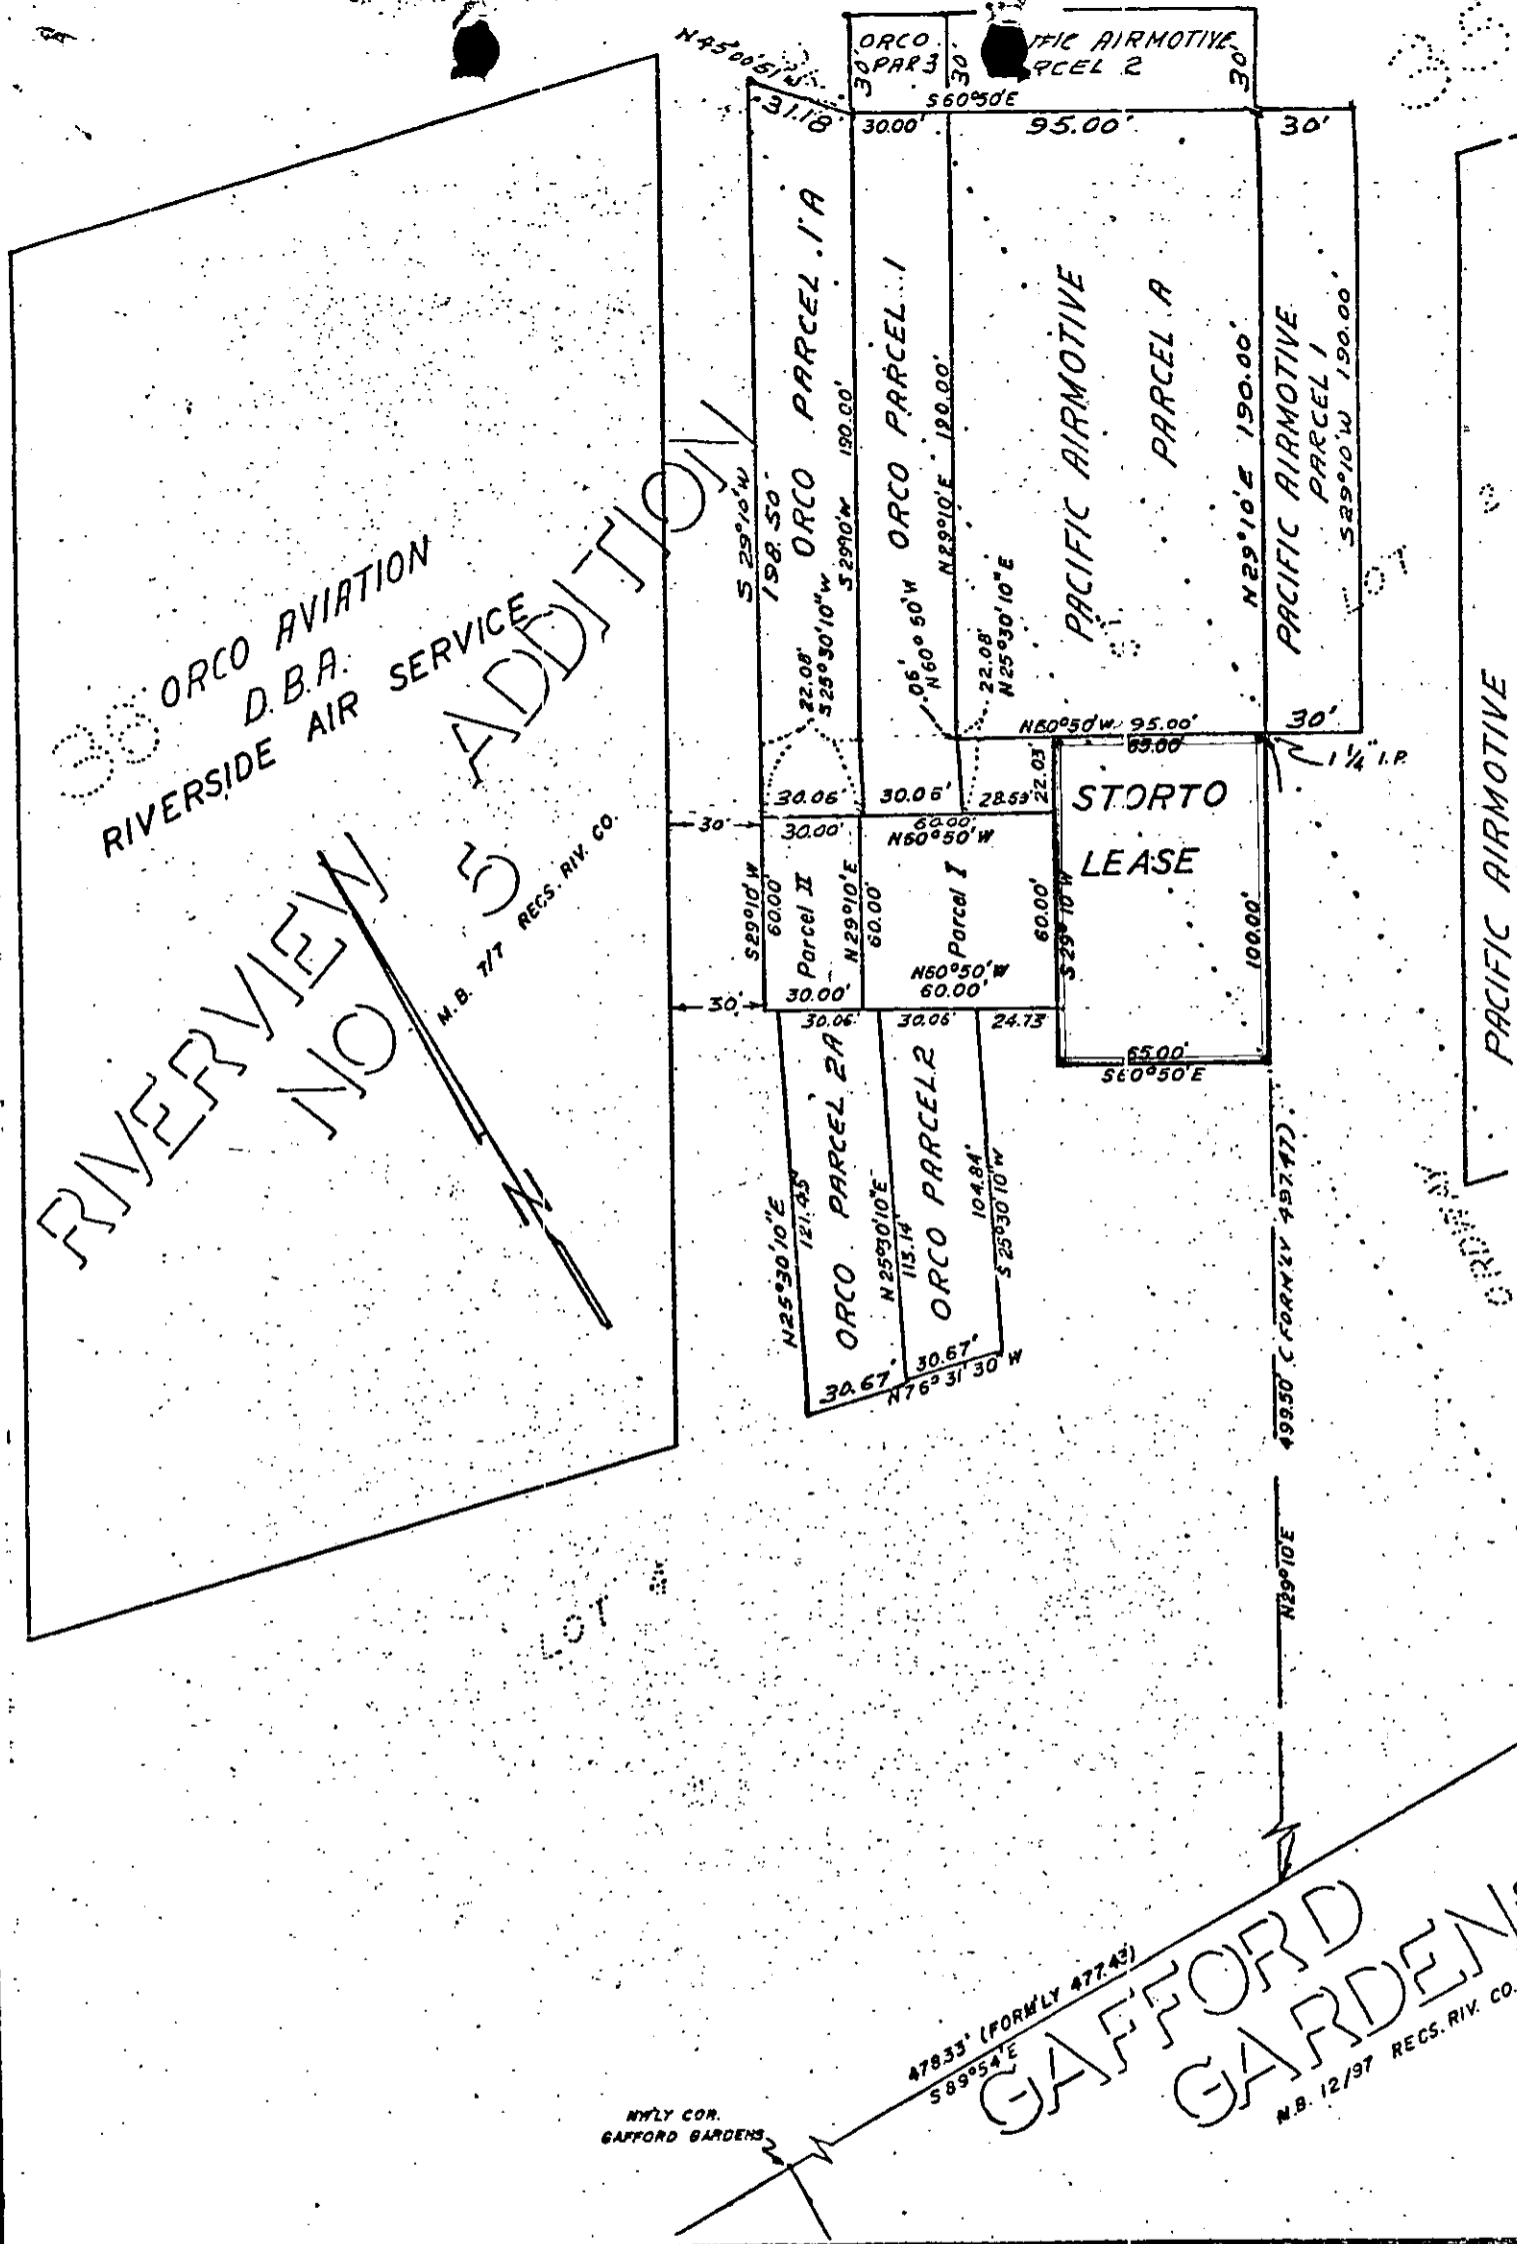 N45°00'51"W
31.18'
ORCO
PAR 3
30'
30'
FIC AIRMOTIVE
RCEL 2
30'
S60°50'E
30.00'
95.00'
30'
ORCO PARCEL 1A
S29°10'W
198.50'
S29°10'W 190.00'
22.08'
S25°30'10"W
ORCO PARCEL 1
N29°10'E 190.00'
.06'
N60°50'W
22.08'
N25°30'10"E
PACIFIC AIRMOTIVE
PARCEL A
N29°10'E 190.00'
PACIFIC AIRMOTIVE
PARCEL 1
S29°10'W 190.00'
N60°50'W 95.00'
65.00'
30'
1 1/4" I.P.
PACIFIC AIRMOTIVE
LOT
ORCO AVIATION
D.B.A.
RIVERSIDE AIR SERVICE
RIVERVIEW ADDITION
NO 5
M.B. 7/7 RECS. RIV. CO.
N
30.06'
30.06'
28.59'
22.03'
STORTO
LEASE
30'
30.00'
60.00'
N60°50'W
S29°10'W
60.00'
Parcel II
N29°10'E
60.00'
Parcel I
60.00'
S29°10'W
100.00'
30.00'
N60°50'W
60.00'
30'
30.06'
30.06'
24.73'
65.00'
S60°50'E
N25°30'10"E
121.45'
ORCO PARCEL 2A
N25°30'10"E
113.14'
ORCO PARCEL 2
104.84'
S25°30'10"W
30.67'
30.67'
N76°31'30"W
499.50' (FORM'LY 497.47)
N29°10'E
LOT
478.33' (FORM'LY 477.43)
S89°54'E
GAFFORD
GARDENS
M.B. 12/97 RECS. RIV. CO.
NW'LY COR.
GAFFORD GARDENS